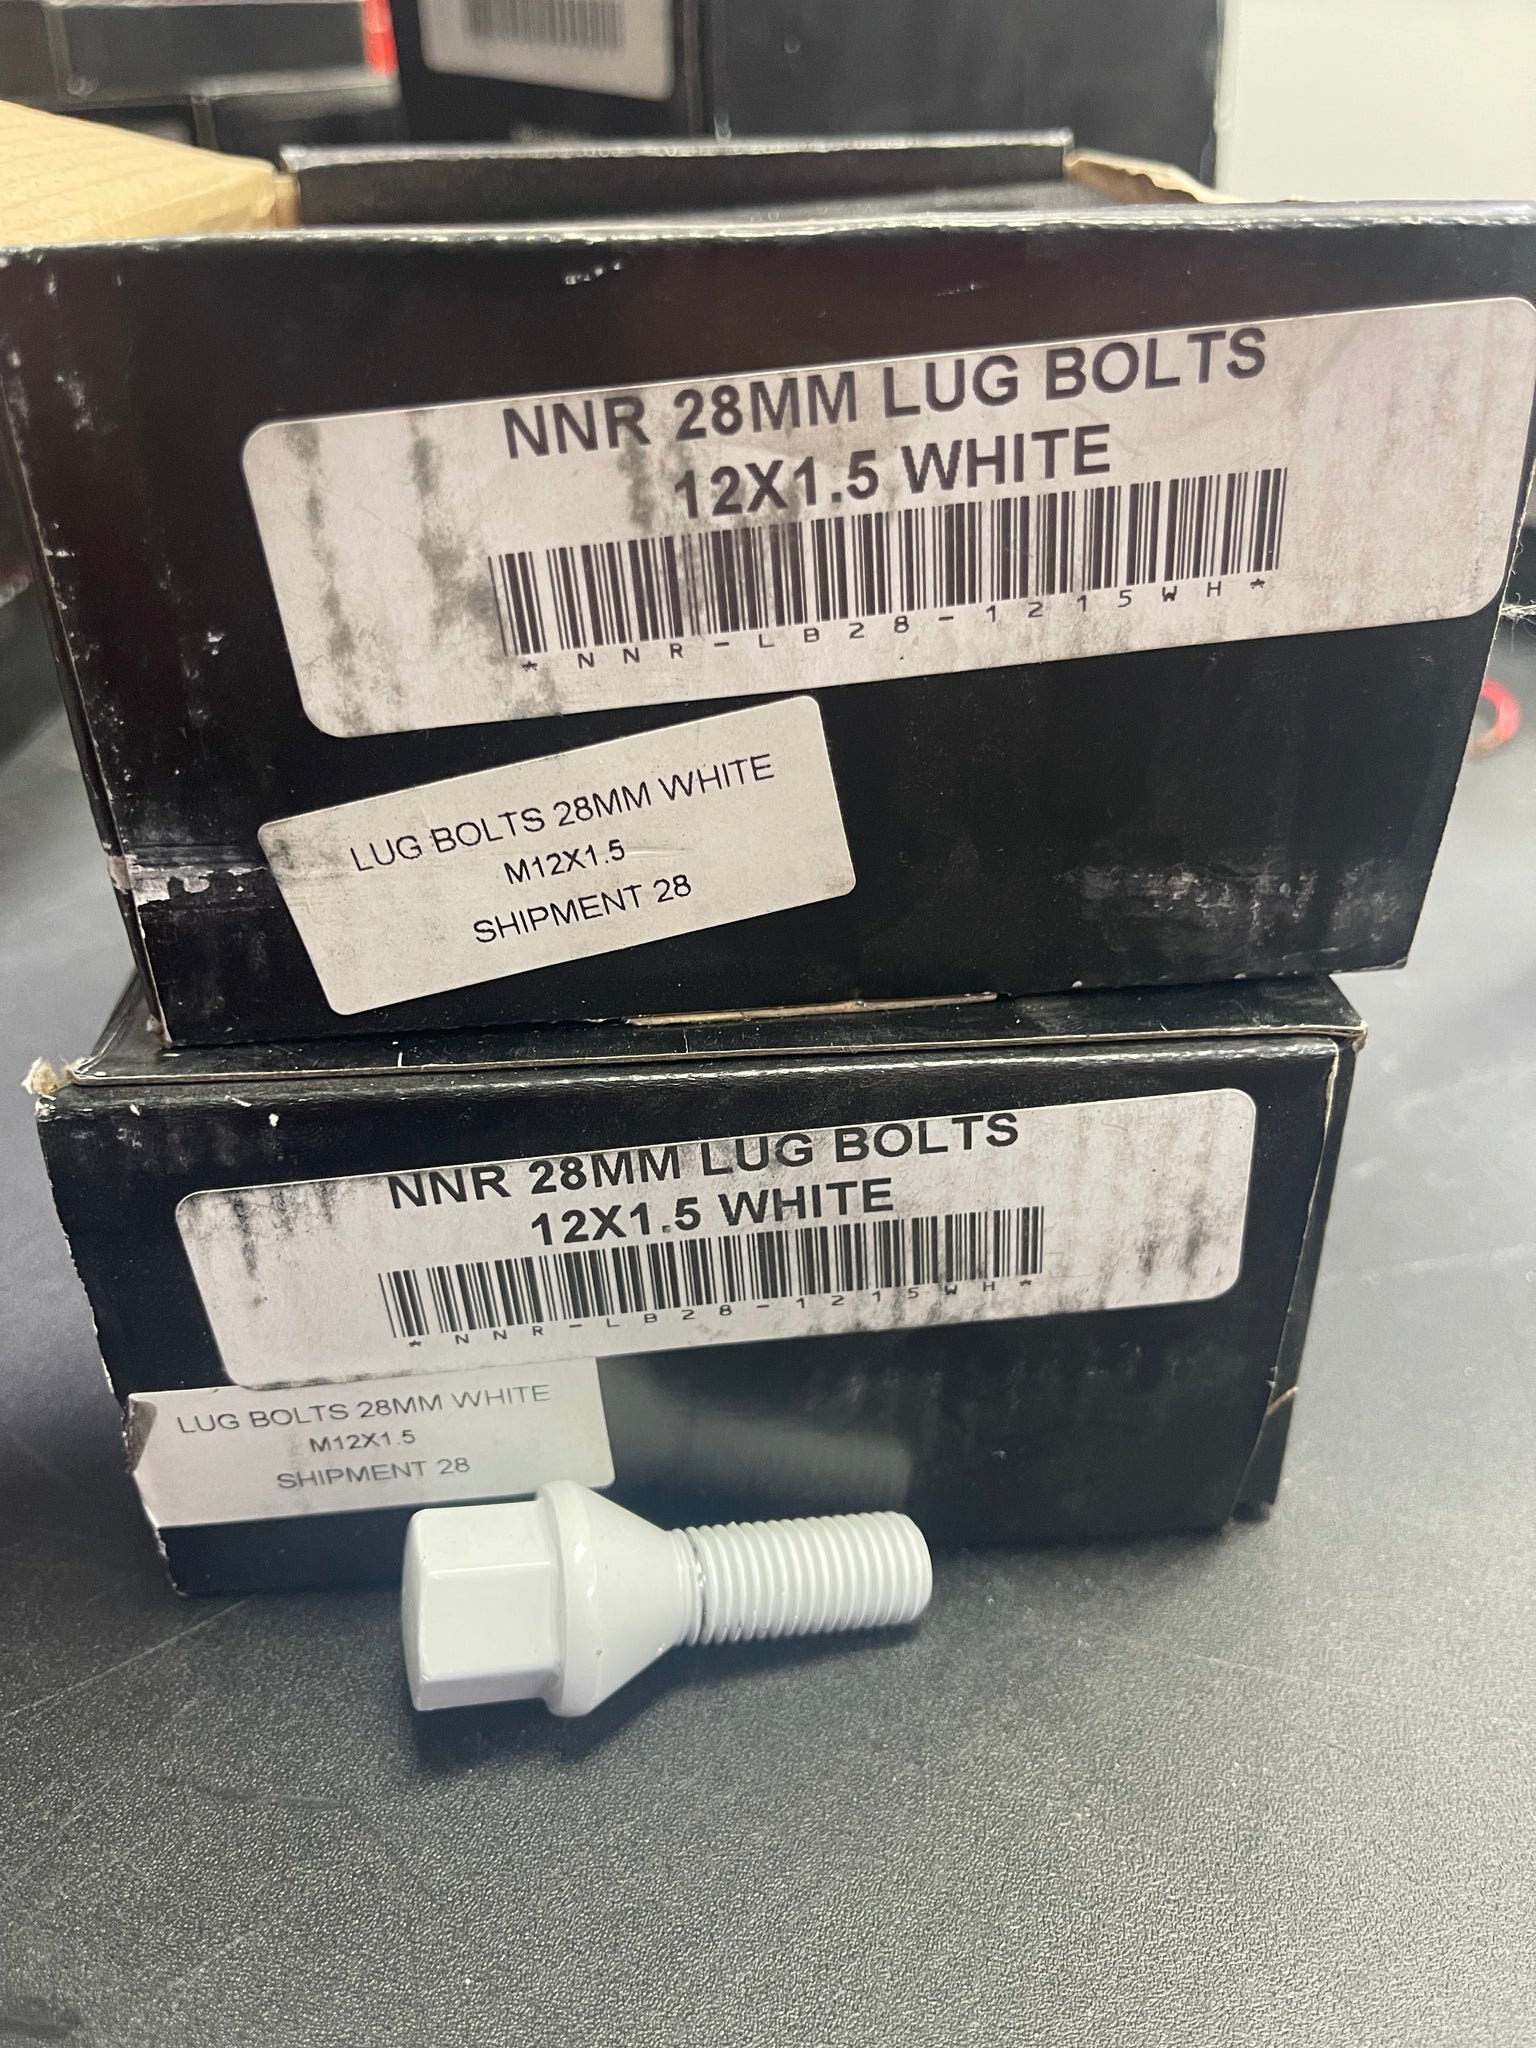 NNR 28MM LUG BOLTS
12X1.5 WHITE
*NNR-LB28-1215WH*
LUG BOLTS 28MM WHITE
M12X1.5
SHIPMENT 28
NNR 28MM LUG BOLTS
12X1.5 WHITE
*NNR-LB28-1215WH*
LUG BOLTS 28MM WHITE
M12X1.5
SHIPMENT 28